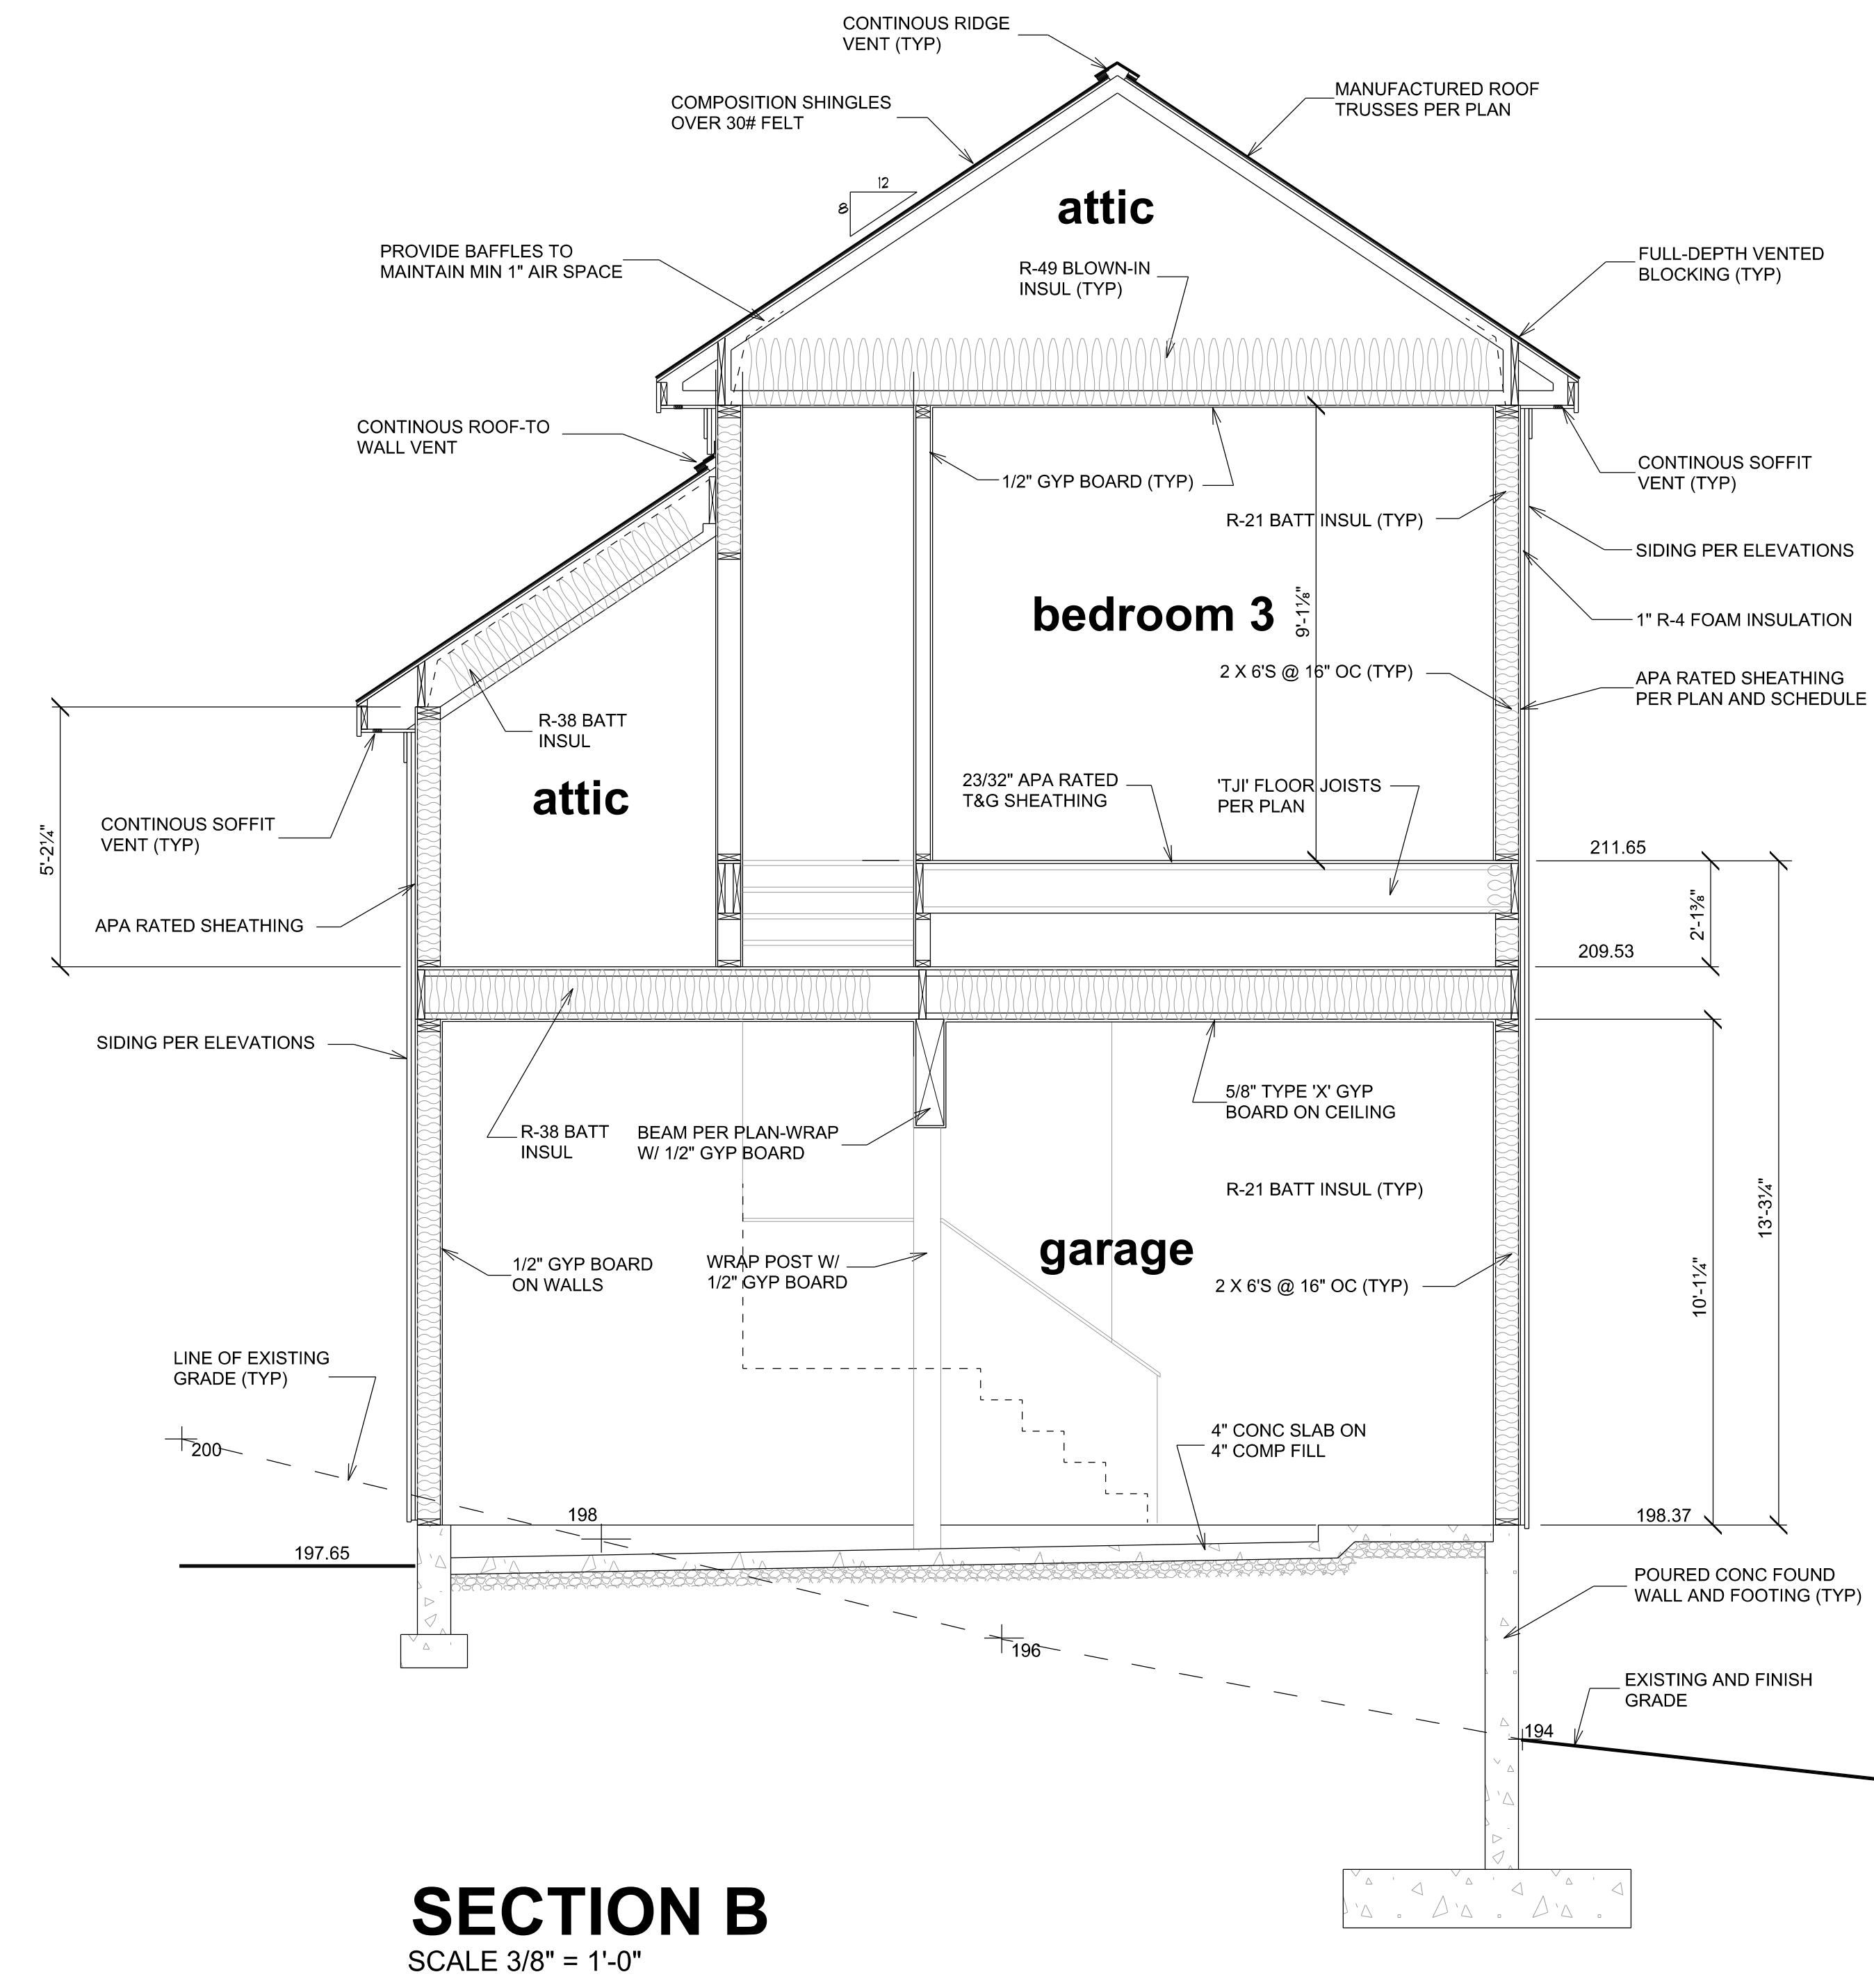 CONTINOUS RIDGE
VENT (TYP)
COMPOSITION SHINGLES
OVER 30# FELT
MANUFACTURED ROOF
TRUSSES PER PLAN
12
8
attic
PROVIDE BAFFLES TO
MAINTAIN MIN 1" AIR SPACE
R-49 BLOWN-IN
INSUL (TYP)
FULL-DEPTH VENTED
BLOCKING (TYP)
CONTINOUS ROOF-TO
WALL VENT
1/2" GYP BOARD (TYP)
CONTINOUS SOFFIT
VENT (TYP)
R-21 BATT INSUL (TYP)
SIDING PER ELEVATIONS
bedroom 3
9'-1⅛"
1" R-4 FOAM INSULATION
2 X 6'S @ 16" OC (TYP)
APA RATED SHEATHING
PER PLAN AND SCHEDULE
R-38 BATT
INSUL
attic
23/32" APA RATED
T&G SHEATHING
'TJI' FLOOR JOISTS
PER PLAN
5'-2¼"
CONTINOUS SOFFIT
VENT (TYP)
211.65
APA RATED SHEATHING
2'-1⅜"
209.53
SIDING PER ELEVATIONS
5/8" TYPE 'X' GYP
BOARD ON CEILING
R-38 BATT
INSUL
BEAM PER PLAN-WRAP
W/ 1/2" GYP BOARD
R-21 BATT INSUL (TYP)
13'-3¼"
garage
1/2" GYP BOARD
ON WALLS
WRAP POST W/
1/2" GYP BOARD
2 X 6'S @ 16" OC (TYP)
10'-1¼"
LINE OF EXISTING
GRADE (TYP)
200
4" CONC SLAB ON
4" COMP FILL
198
198.37
197.65
POURED CONC FOUND
WALL AND FOOTING (TYP)
196
EXISTING AND FINISH
GRADE
194
SECTION B
SCALE 3/8" = 1'-0"